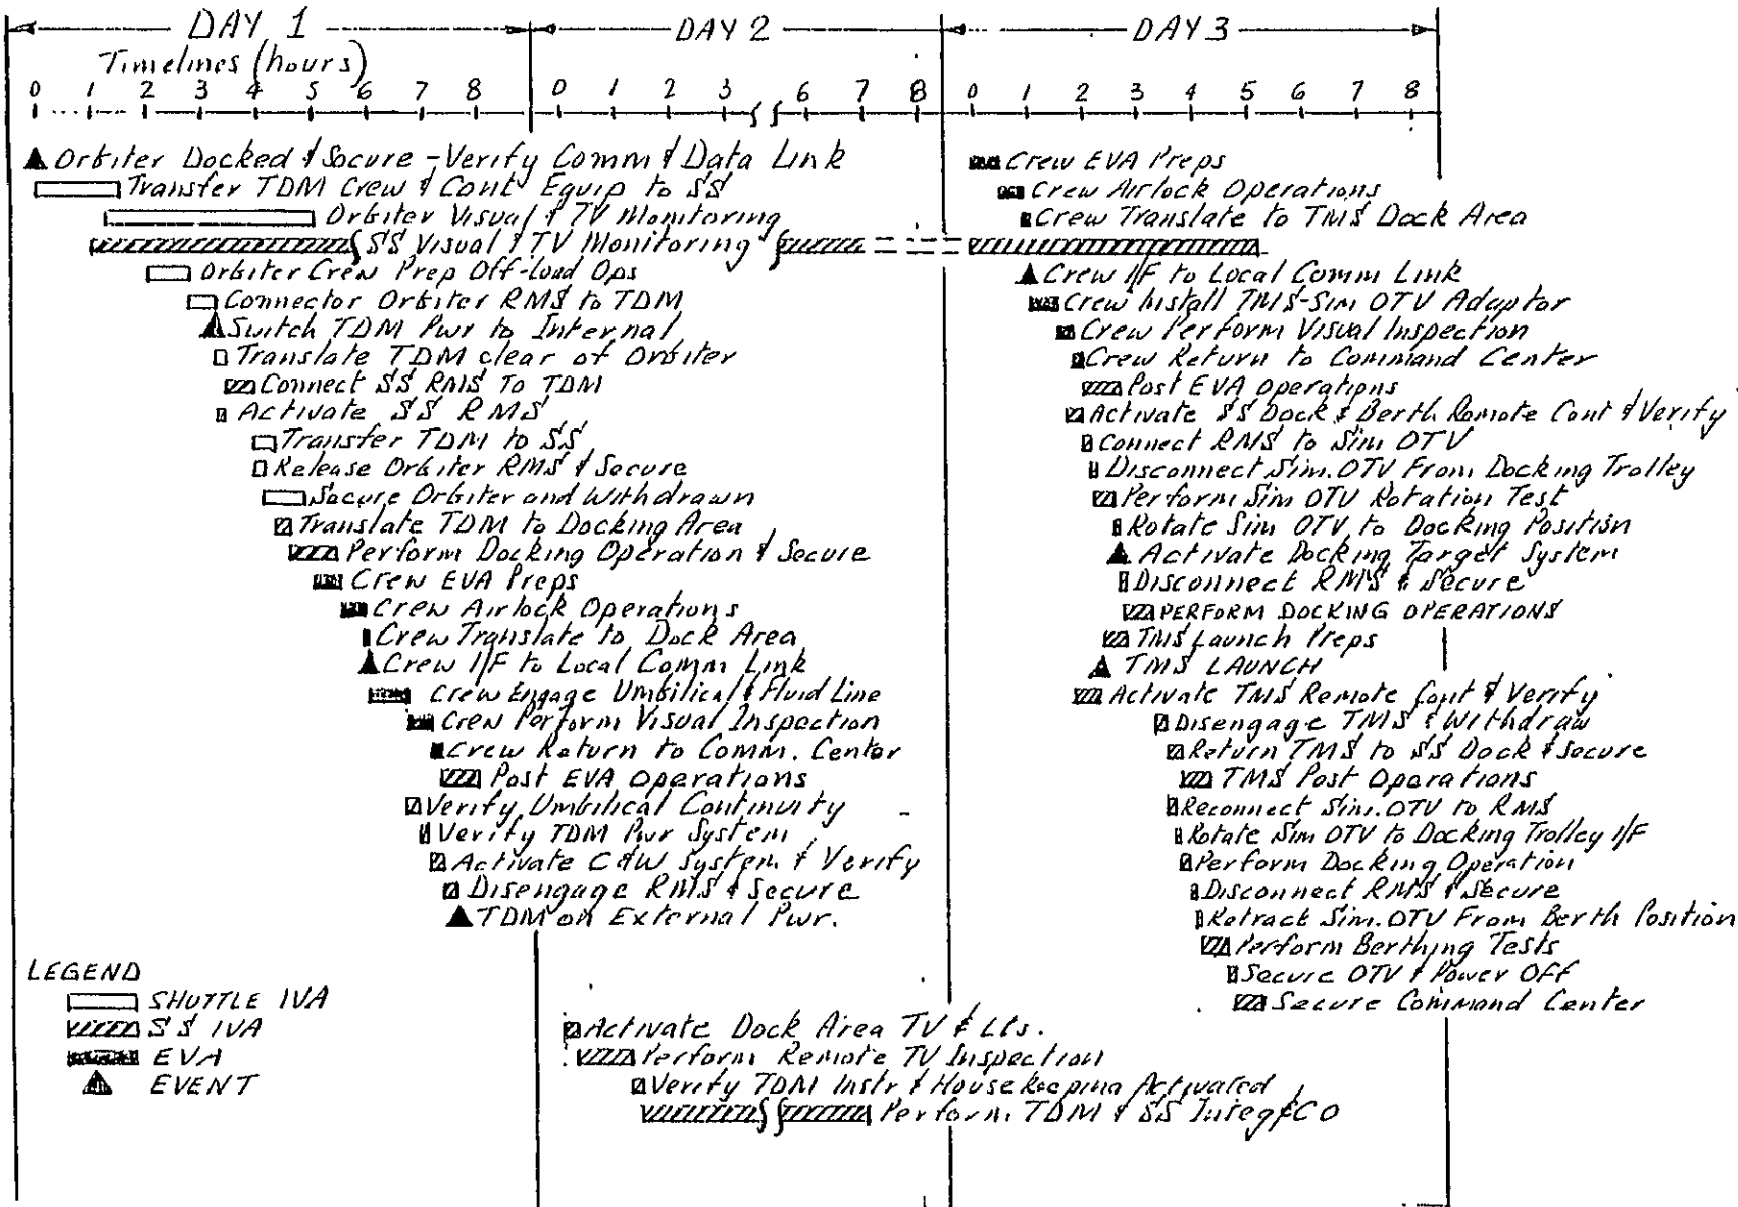 DAY 1 DAY 2 DAY 3
Timelines (hours)
0 1 2 3 4 5 6 7 8 0 1 2 3 6 7 8 0 1 2 3 4 5 6 7 8
Orbiter Docked & Secure - Verify Comm & Data Link
Transfer TDM Crew & Cont Equip to SS
Orbiter Visual & TV Monitoring
SS Visual & TV Monitoring
Orbiter Crew Prep Off-load Ops
Connector Orbiter RMS to TDM
Switch TDM Pwr to Internal
Translate TDM clear of Orbiter
Connect SS RMS To TDM
Activate SS RMS
Transfer TDM to SS
Release Orbiter RMS & Secure
Secure Orbiter and Withdrawn
Translate TDM to Docking Area
Perform Docking Operation & Secure
Crew EVA Preps
Crew Airlock Operations
Crew Translate to Dock Area
Crew I/F to Local Comm Link
Crew Engage Umbilical & Fluid Line
Crew Perform Visual Inspection
Crew Return to Comm. Center
Post EVA Operations
Verify Umbilical Continuity
Verify TDM Pwr System
Activate C&W System & Verify
Disengage RMS & Secure
TDM on External Pwr.
LEGEND
SHUTTLE IVA
SS IVA
EVA
EVENT
Activate Dock Area TV & Lts.
Perform Remote TV Inspection
Verify TDM Instr & Housekeeping Activated
Perform TDM & SS Integ & CO
Crew EVA Preps
Crew Airlock Operations
Crew Translate to TMS Dock Area
Crew I/F to Local Comm Link
Crew Install TMS-Sim OTV Adaptor
Crew Perform Visual Inspection
Crew Return to Command Center
Post EVA Operations
Activate SS Dock & Berth Remote Cont & Verify
Connect RMS to Sim OTV
Disconnect Sim. OTV From Docking Trolley
Perform Sim OTV Rotation Test
Rotate Sim OTV to Docking Position
Activate Docking Target System
Disconnect RMS & Secure
PERFORM DOCKING OPERATIONS
TMS Launch Preps
TMS LAUNCH
Activate TMS Remote Cont & Verify
Disengage TMS & Withdraw
Return TMS to SS Dock & Secure
TMS Post Operations
Reconnect Sim. OTV to RMS
Rotate Sim OTV to Docking Trolley I/F
Perform Docking Operation
Disconnect RMS & Secure
Retrack Sim. OTV From Berth Position
Perform Berthing Tests
Secure OTV & Power OFF
Secure Command Center